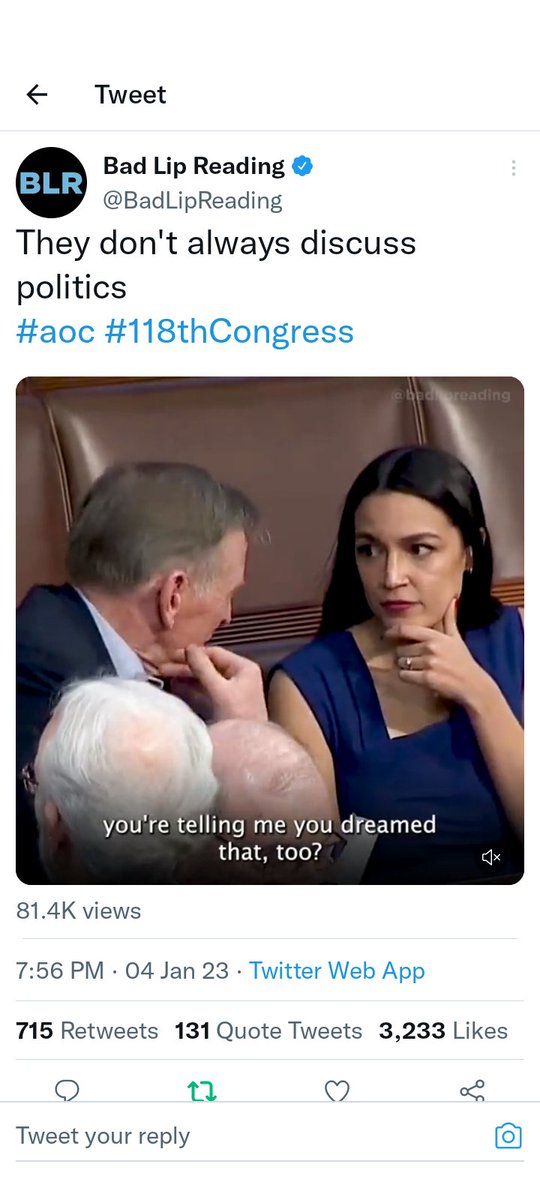 Tweet
BLR
Bad Lip Reading
@BadLipReading
They don't always discuss
politics
#aoc #118thCongress
@badlipreading
you're telling me you dreamed
that, too?
81.4K views
7:56 PM · 04 Jan 23 · Twitter Web App
715 Retweets 131 Quote Tweets 3,233 Likes
Tweet your reply